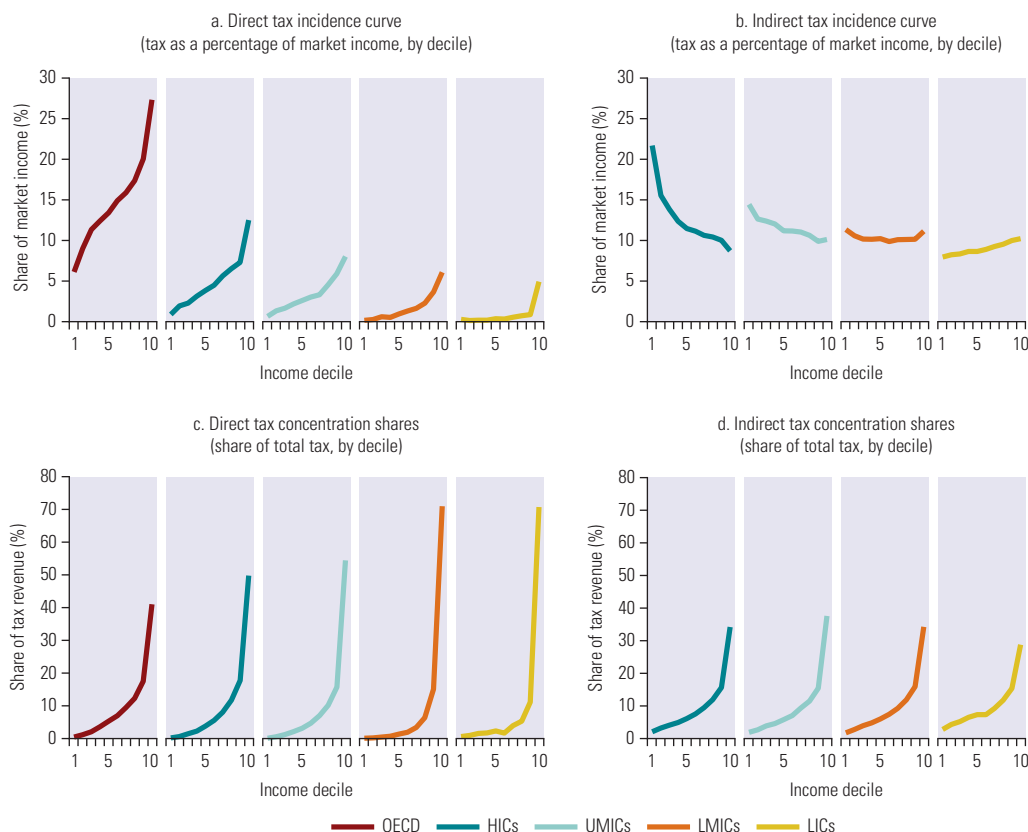 a. Direct tax incidence curve
(tax as a percentage of market income, by decile)
Share of market income (%)
30
25
20
15
10
5
0
1 5 10 1 5 10 1 5 10 1 5 10 1 5 10
Income decile
b. Indirect tax incidence curve
(tax as a percentage of market income, by decile)
Share of market income (%)
30
25
20
15
10
5
0
1 5 10 1 5 10 1 5 10 1 5 10
Income decile
c. Direct tax concentration shares
(share of total tax, by decile)
Share of tax revenue (%)
80
70
60
50
40
30
20
10
0
1 5 10 1 5 10 1 5 10 1 5 10 1 5 10
Income decile
d. Indirect tax concentration shares
(share of total tax, by decile)
Share of tax revenue (%)
80
70
60
50
40
30
20
10
0
1 5 10 1 5 10 1 5 10 1 5 10
Income decile
OECD HICs UMICs LMICs LICs